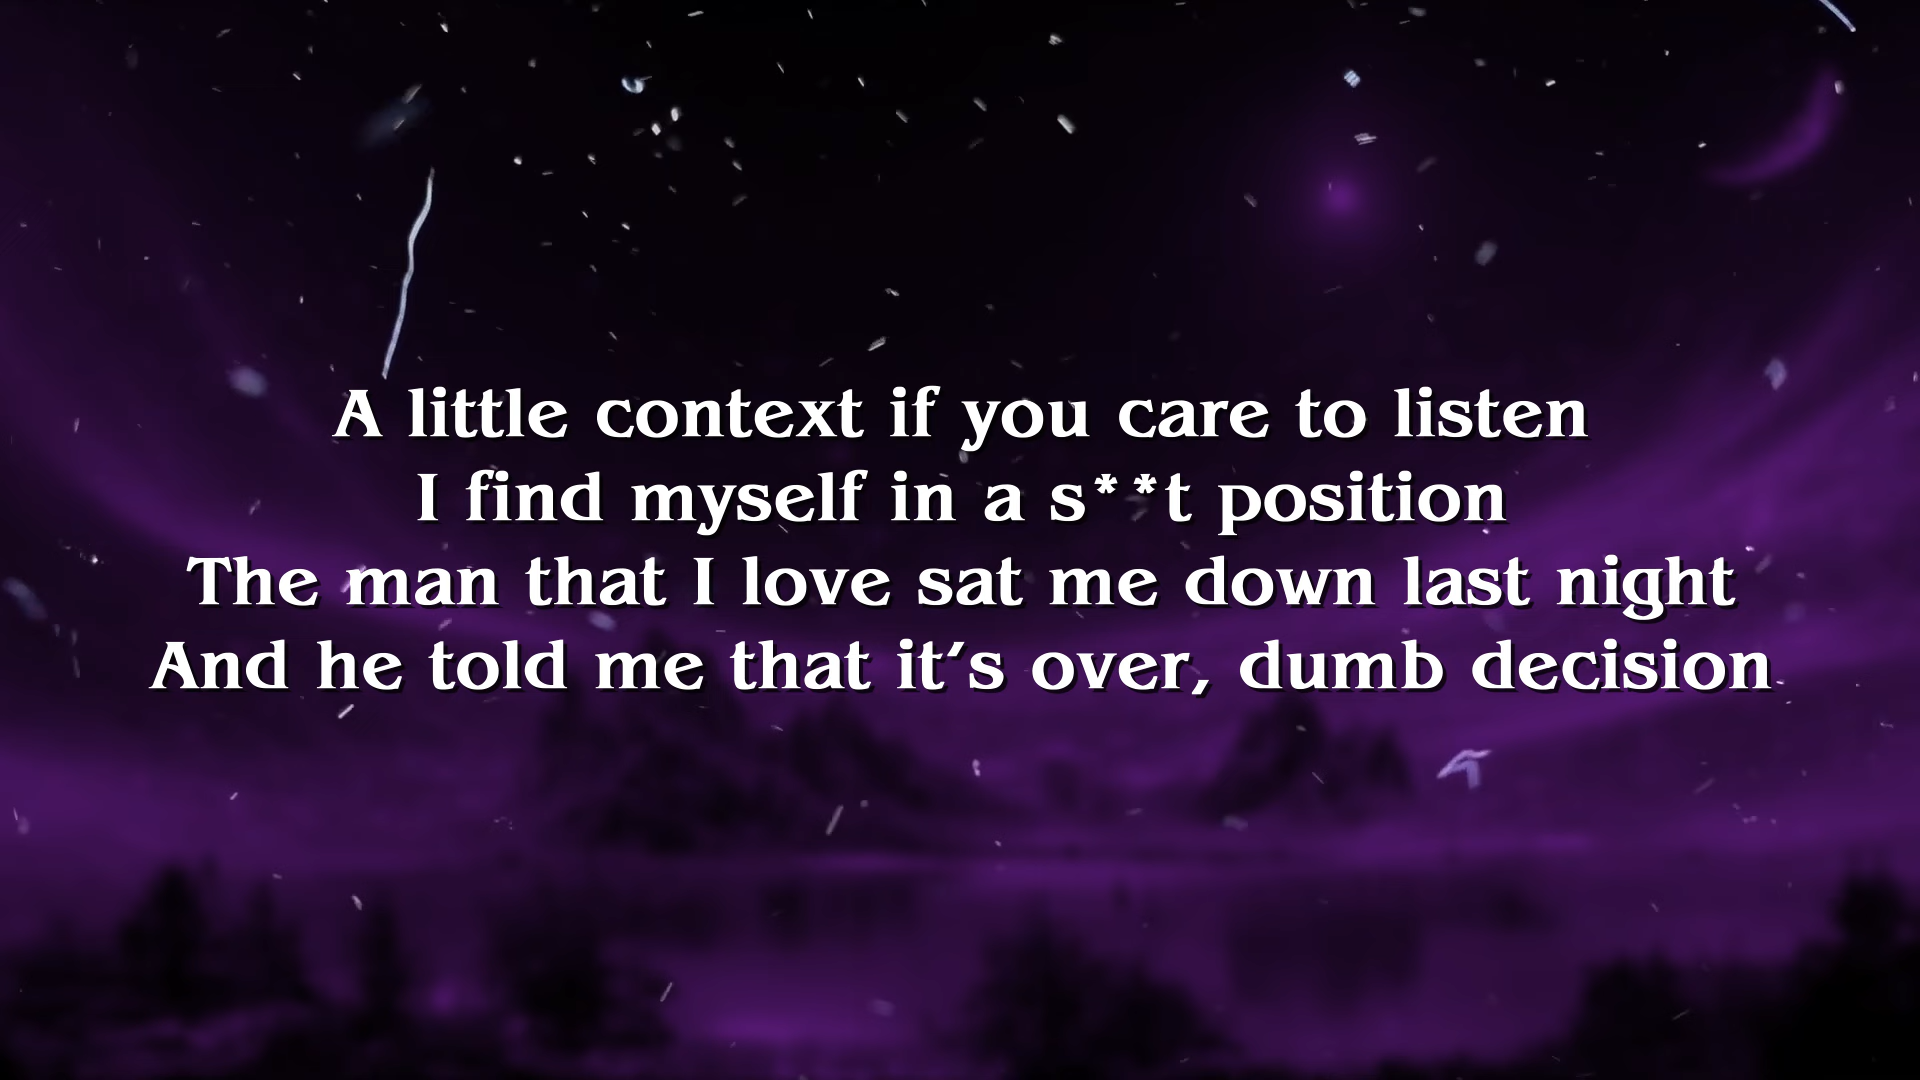 A little context if you care to listen
I find myself in a s**t position
The man that I love sat me down last night
And he told me that it's over, dumb decision